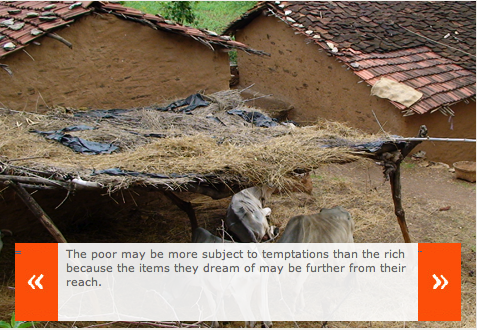 The poor may be more subject to temptations than the rich
because the items they dream of may be further from their
reach.